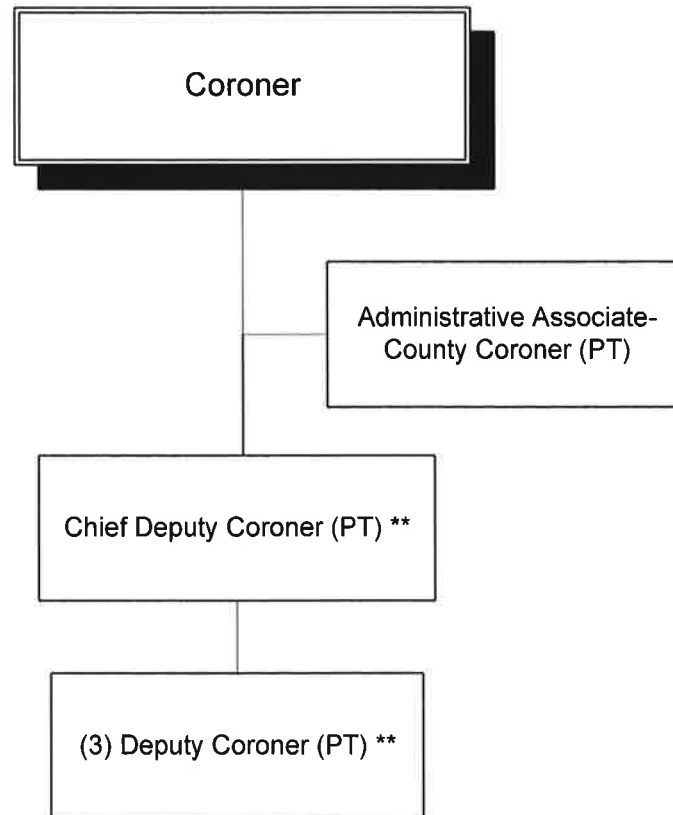 Coroner
Administrative Associate-
County Coroner (PT)
Chief Deputy Coroner (PT) **
(3) Deputy Coroner (PT) **